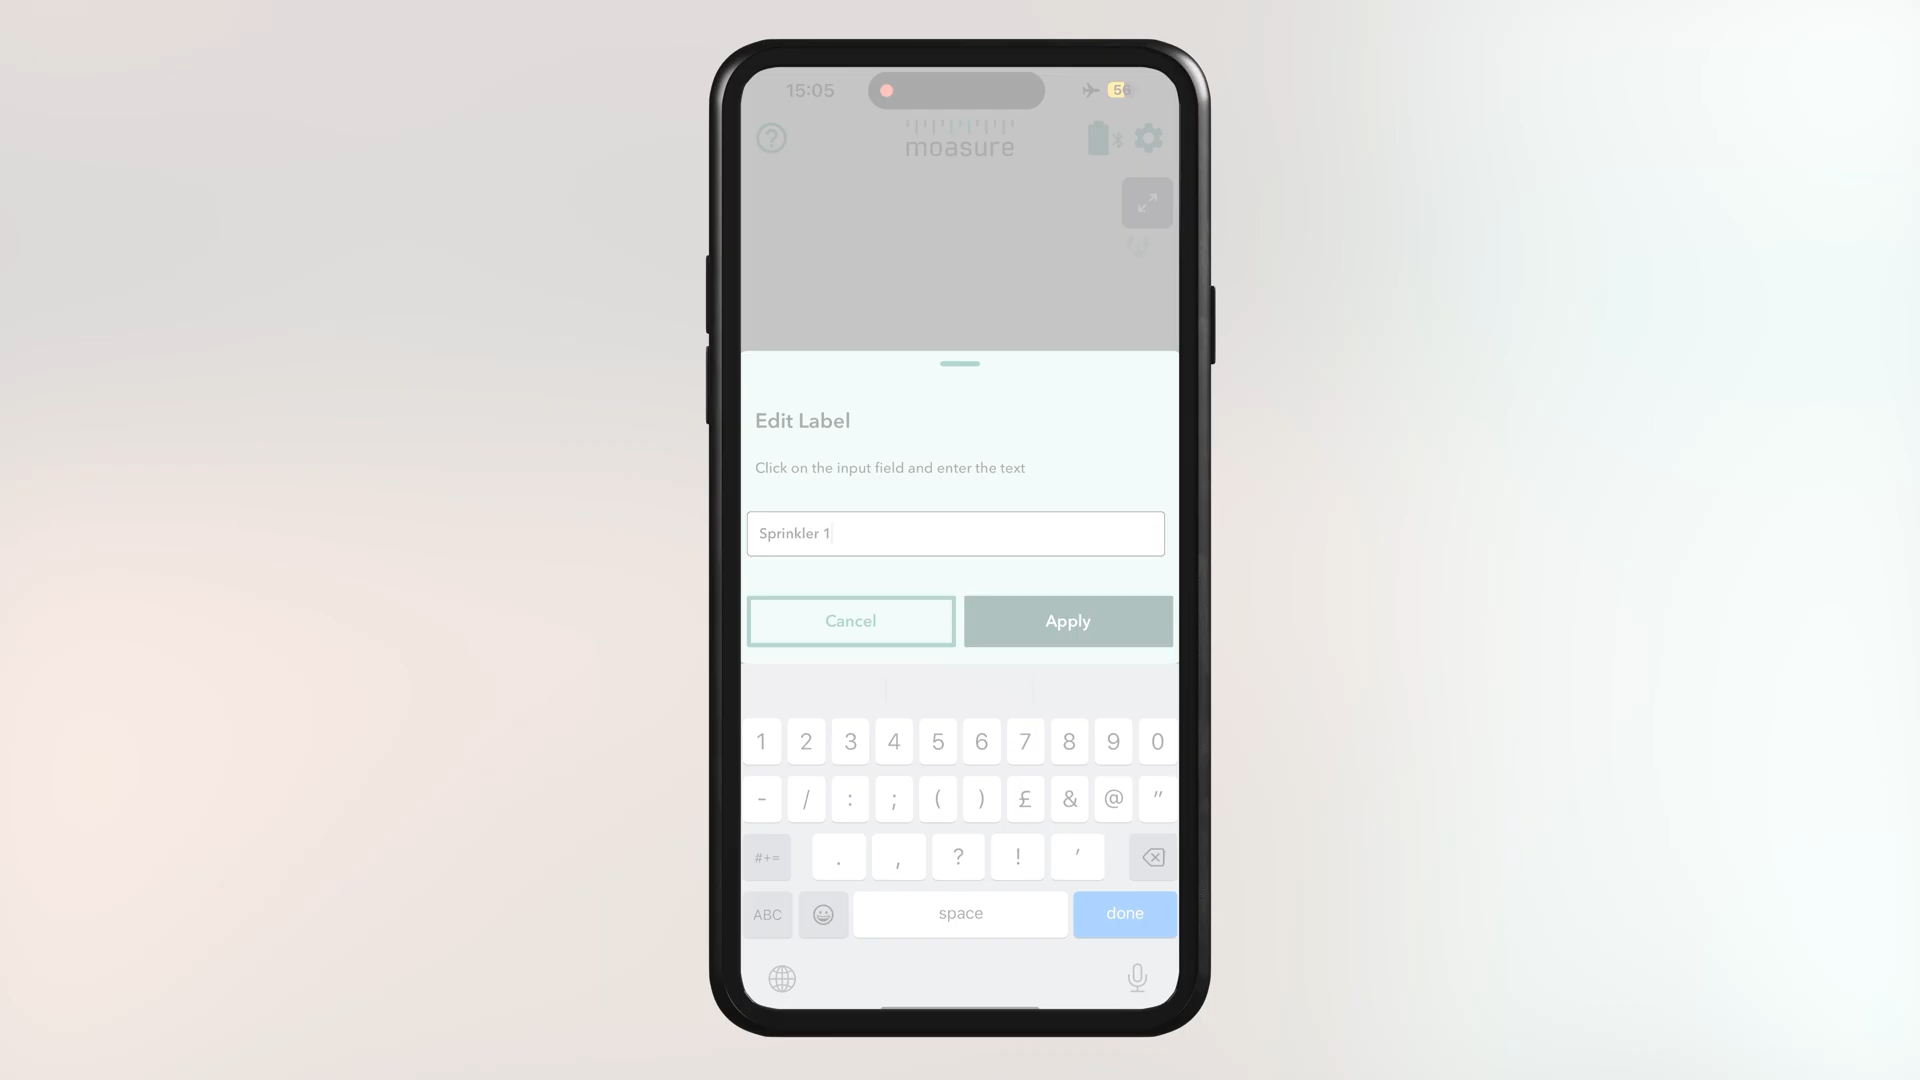 15:05
56
moasure
Edit Label
Click on the input field and enter the text
Sprinkler 1
Cancel Apply
1 2 3 4 5 6 7 8 9 0
- / : ; ( ) £ & @ "
#+= . , ? ! '
ABC space done